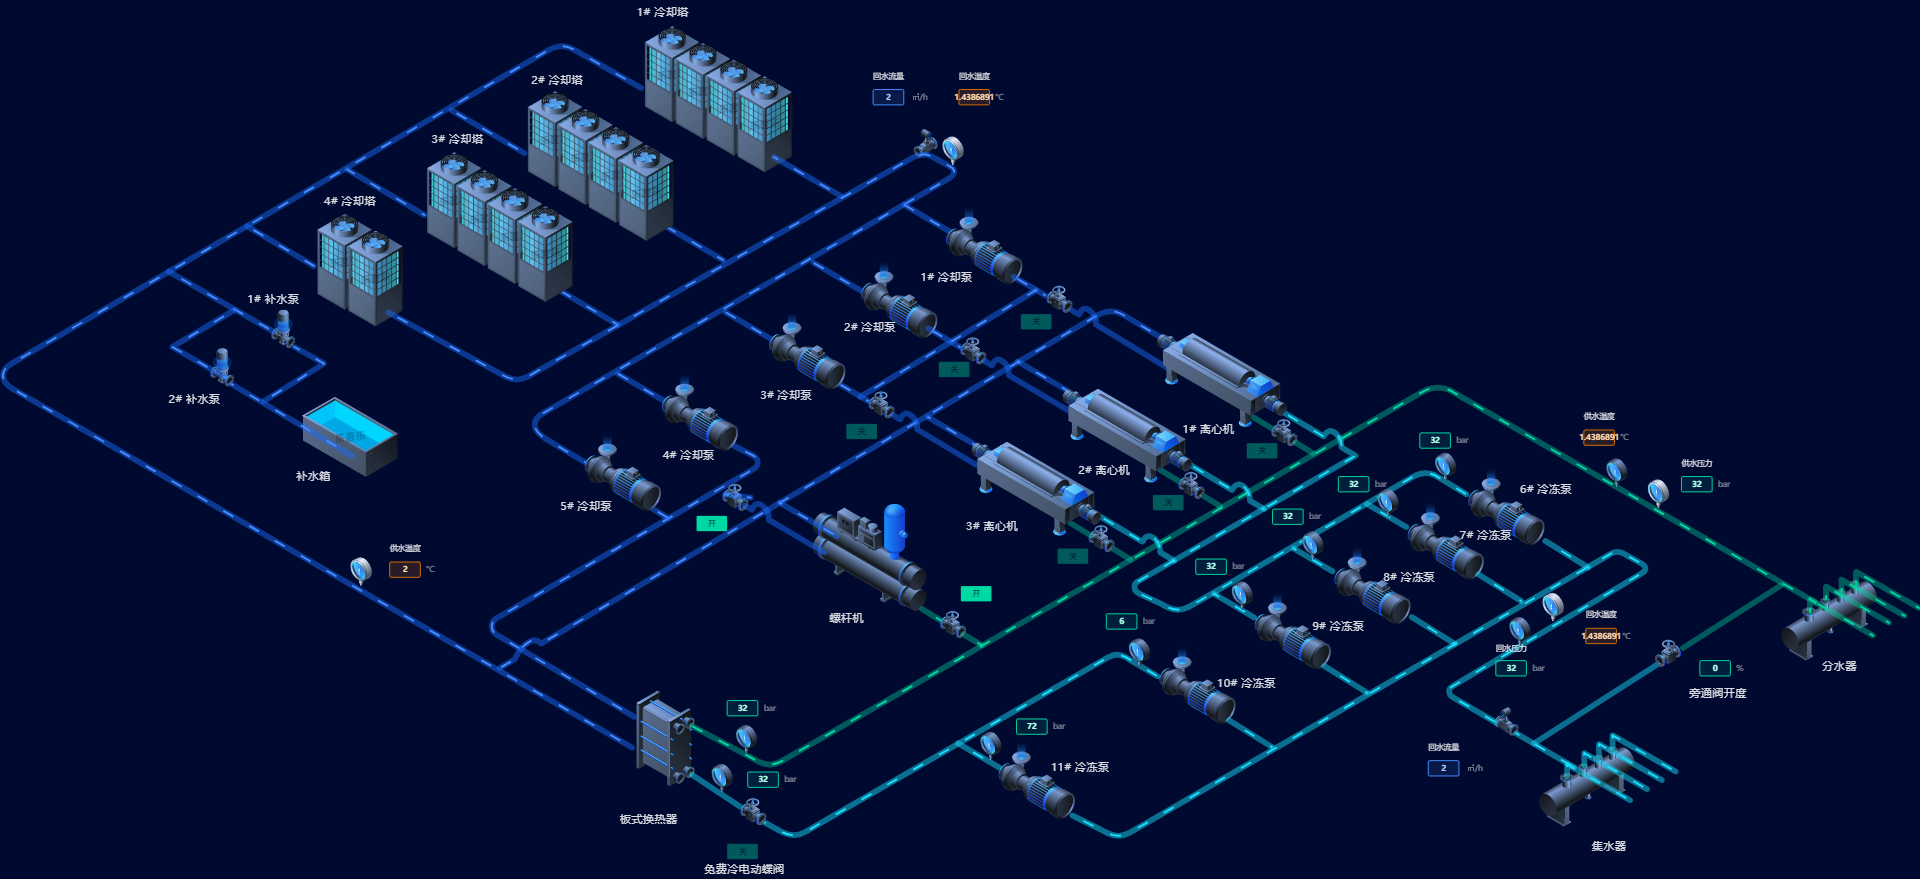 1# 冷却塔
2# 冷却塔
回水流量
回水温度
2 ㎥/h
1.4386891 ℃
3# 冷却塔
4# 冷却塔
1# 补水泵
1# 冷却泵
关
2# 冷却泵
关
2# 补水泵
3# 冷却泵
关
补水箱
4# 冷却泵
1# 离心机
关
2# 离心机
关
5# 冷却泵
开
3# 离心机
关
供水温度
2 ℃
螺杆机
开
供水温度
1.4386891 ℃
供水压力
32 bar
32 bar
32 bar
32 bar
32 bar
6# 冷冻泵
7# 冷冻泵
8# 冷冻泵
9# 冷冻泵
6 bar
回水温度
1.4386891 ℃
回水压力
32 bar
0 %
旁通阀开度
分水器
10# 冷冻泵
32 bar
72 bar
32 bar
11# 冷冻泵
回水流量
2 ㎥/h
板式换热器
关
免费冷电动蝶阀
集水器